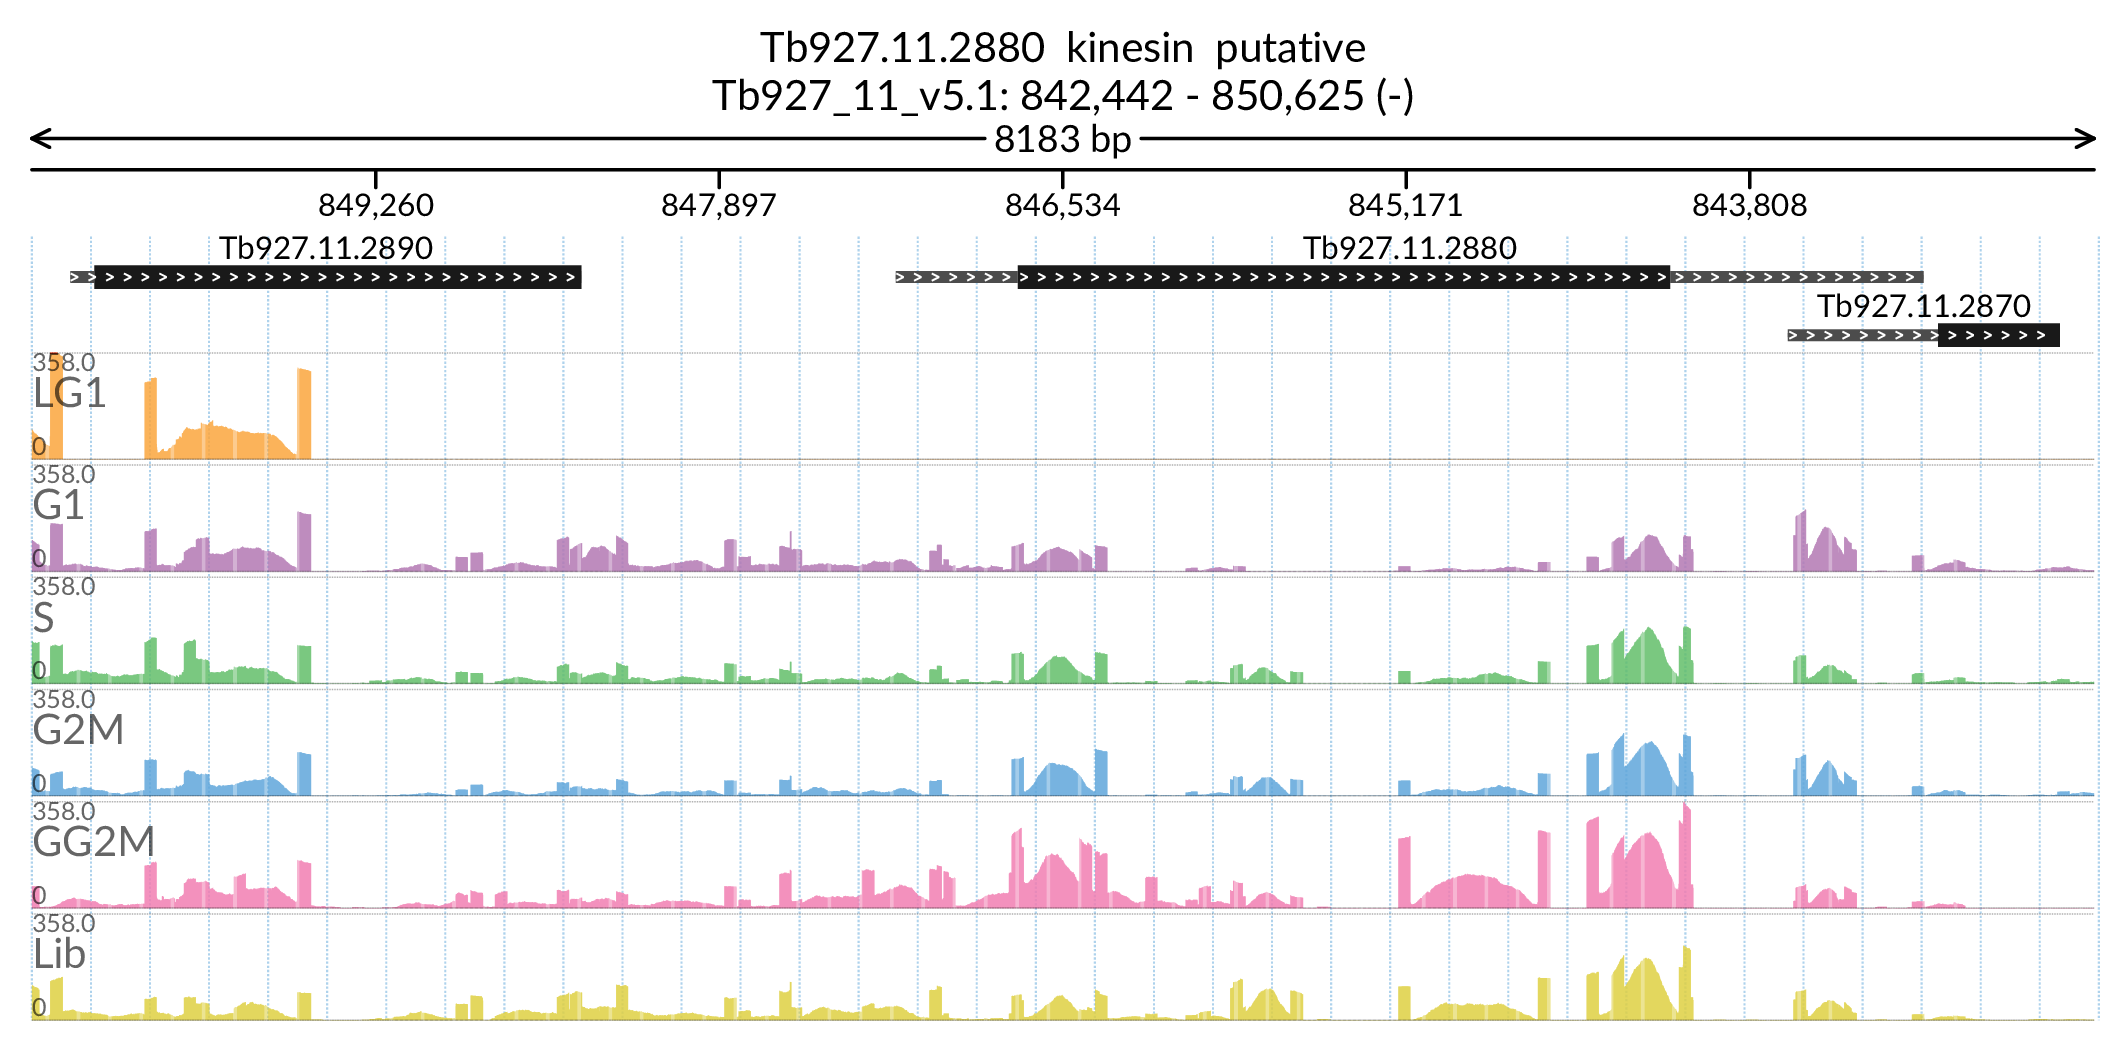 Tb927.11.2880 kinesin putative
Tb927_11_v5.1: 842,442 - 850,625 (-)
8183 bp
849,260 847,897 846,534 845,171 843,808
Tb927.11.2890 Tb927.11.2880
Tb927.11.2870
358.0
LG1
0
358.0
G1
0
358.0
S
0
358.0
G2M
0
358.0
GG2M
0
358.0
Lib
0